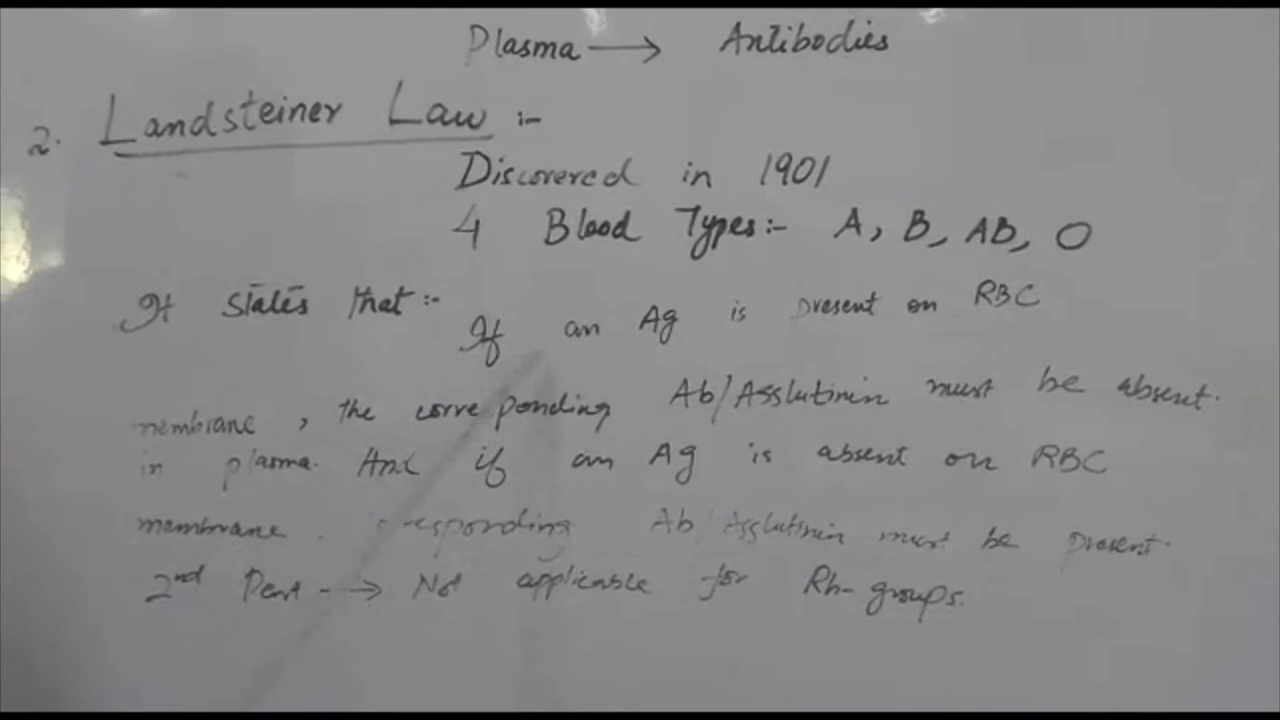 Plasma → Antibodies
2. Landsteiner Law :-
Discovered in 1901
4 Blood Types:- A, B, AB, O
It states that:- If an Ag is present on RBC
membrane, the corresponding Ab/Agglutinin must be absent.
in plasma. And if an Ag is absent on RBC
membrane. responding Ab/Agglutinin must be present.
2nd Part --> Not applicable for Rh- groups.